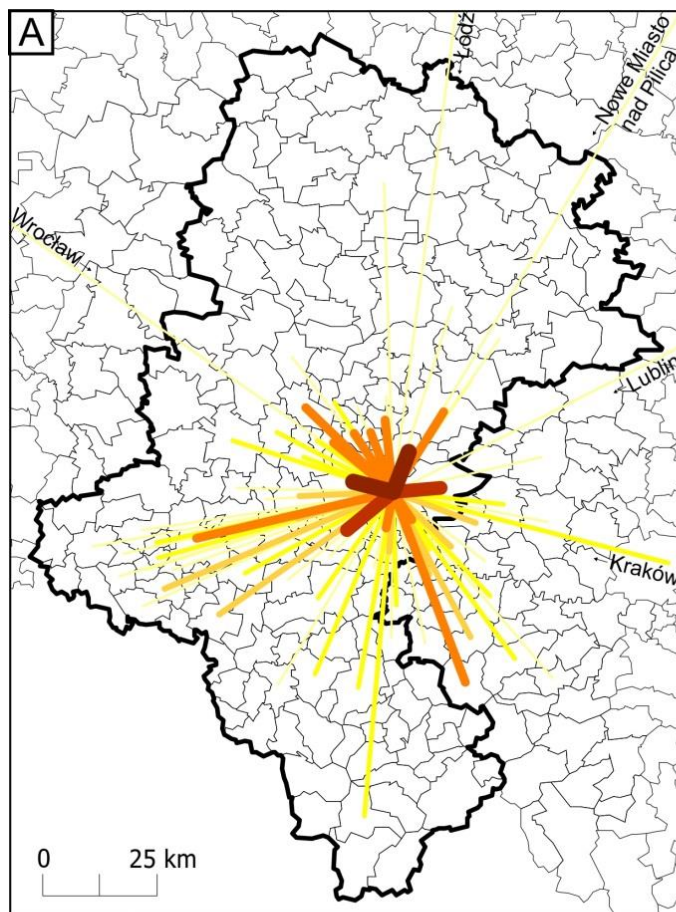 A
Łódź
Nowe Miasto
nad Pilicą
Wrocław
Lublin
Kraków
0 25 km